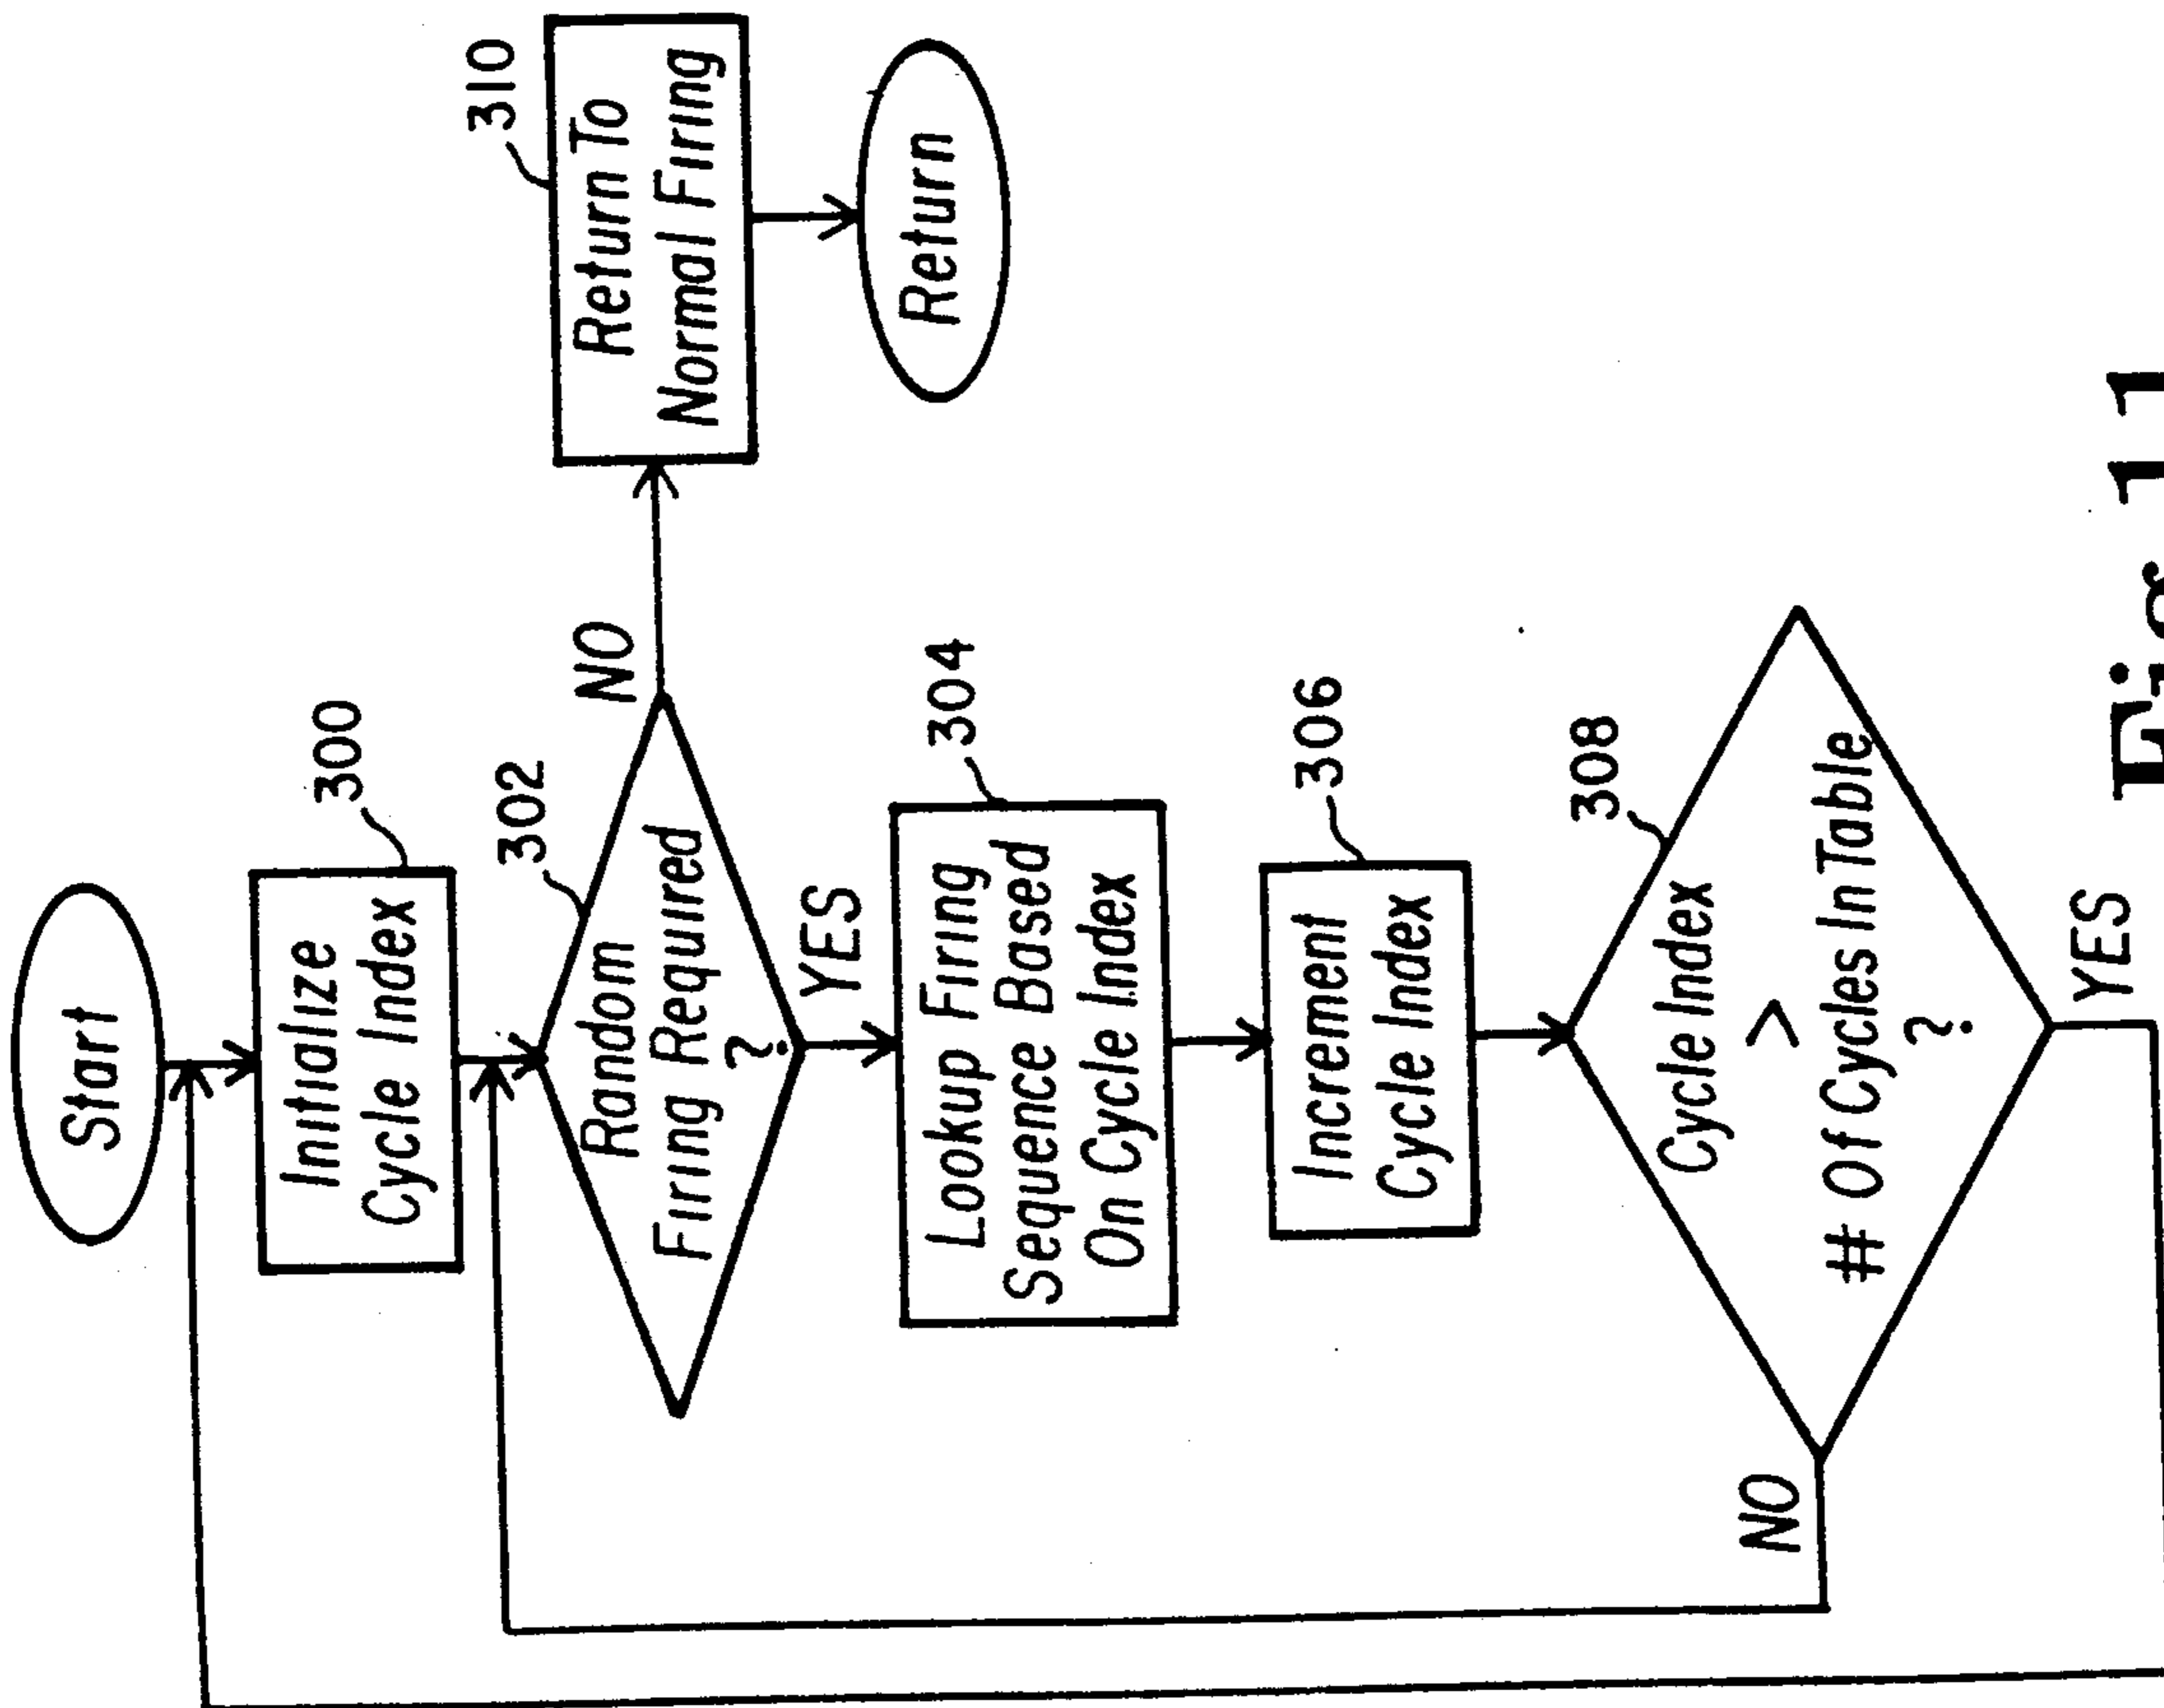 Start
300
Initialize
Cycle Index
302
Random
Firing Required
?
NO
310
Return To
Normal Firing
Return
YES
304
Lookup Firing
Sequence Based
On Cycle Index
306
Increment
Cycle Index
308
Cycle Index
>
# Of Cycles In Table
?
NO
YES
Fig 11